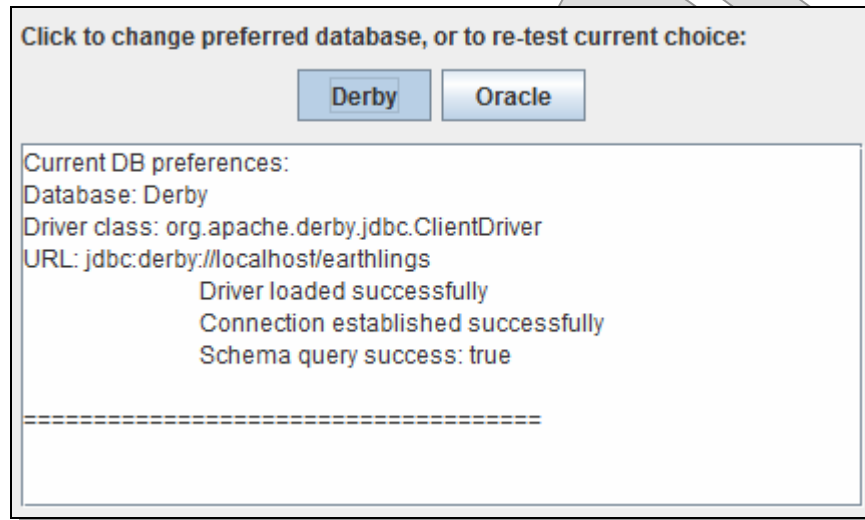 Click to change preferred database, or to re-test current choice:
Derby Oracle
Current DB preferences:
Database: Derby
Driver class: org.apache.derby.jdbc.ClientDriver
URL: jdbc:derby://localhost/earthlings
Driver loaded successfully
Connection established successfully
Schema query success: true
=====================================